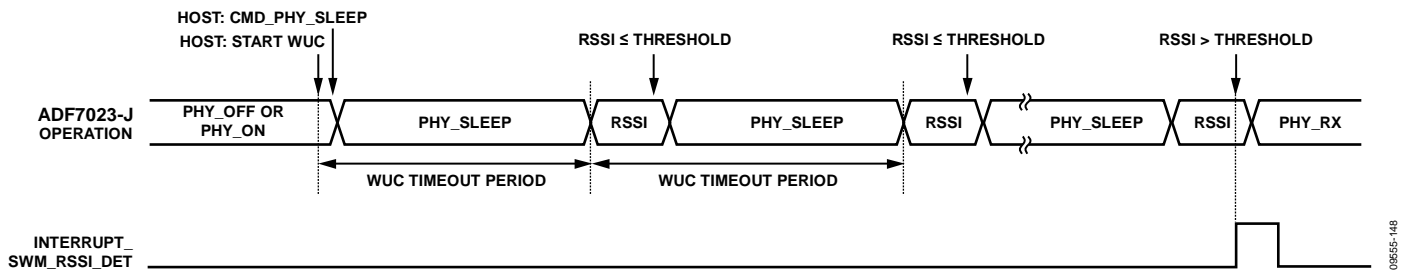 HOST: CMD_PHY_SLEEP
HOST: START WUC
RSSI ≤ THRESHOLD
RSSI ≤ THRESHOLD
RSSI > THRESHOLD
ADF7023-J
OPERATION
PHY_OFF OR
PHY_ON
PHY_SLEEP
RSSI
PHY_SLEEP
RSSI
PHY_SLEEP
RSSI
PHY_RX
WUC TIMEOUT PERIOD
WUC TIMEOUT PERIOD
INTERRUPT_
SWM_RSSI_DET
09555-148